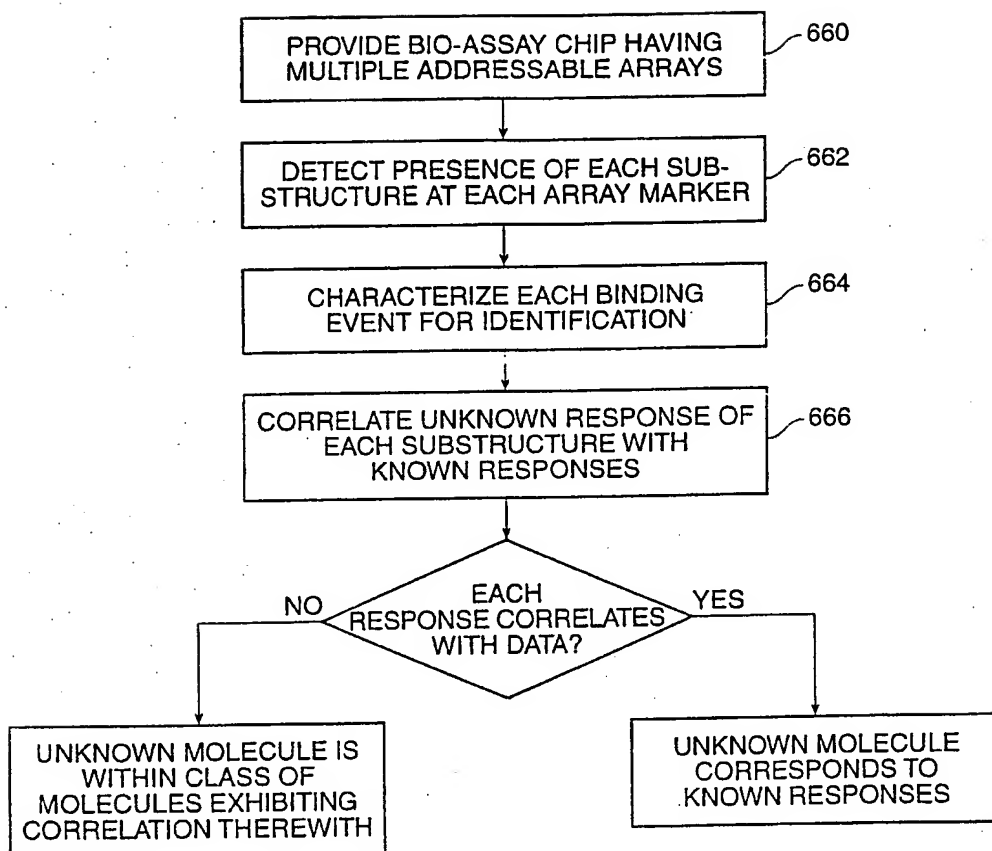 PROVIDE BIO-ASSAY CHIP HAVING
MULTIPLE ADDRESSABLE ARRAYS
660
DETECT PRESENCE OF EACH SUB-
STRUCTURE AT EACH ARRAY MARKER
662
CHARACTERIZE EACH BINDING
EVENT FOR IDENTIFICATION
664
CORRELATE UNKNOWN RESPONSE OF
EACH SUBSTRUCTURE WITH
KNOWN RESPONSES
666
EACH
RESPONSE CORRELATES
WITH DATA?
NO
YES
UNKNOWN MOLECULE IS
WITHIN CLASS OF
MOLECULES EXHIBITING
CORRELATION THEREWITH
UNKNOWN MOLECULE
CORRESPONDS TO
KNOWN RESPONSES